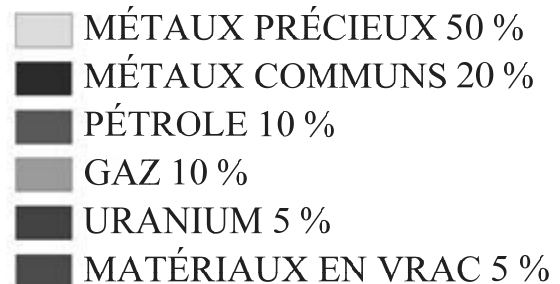 MÉTAUX PRÉCIEUX 50 %
MÉTAUX COMMUNS 20 %
PÉTROLE 10 %
GAZ 10 %
URANIUM 5 %
MATÉRIAUX EN VRAC 5 %